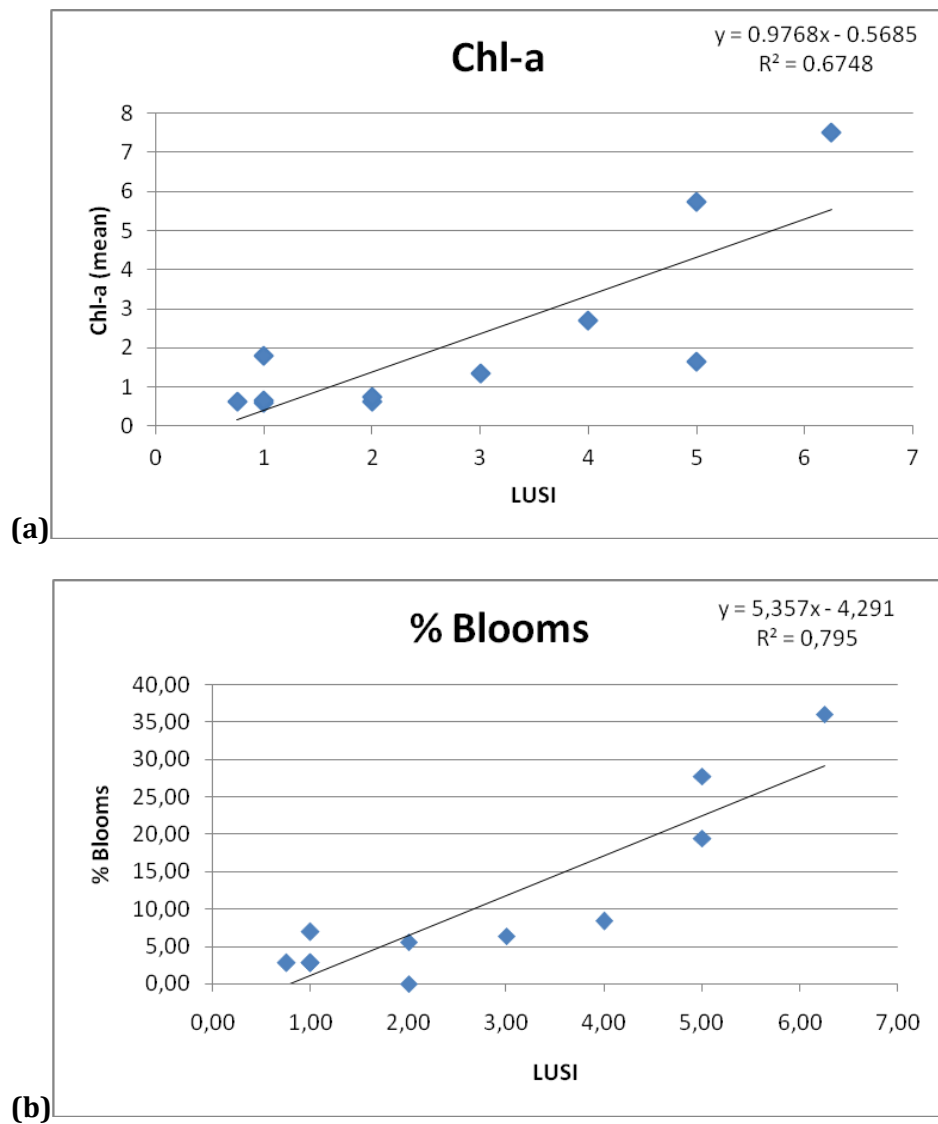 y = 0.9768x - 0.5685
R² = 0.6748
Chl-a
8
7
6
5
4
3
2
1
0
Chl-a (mean)
0 1 2 3 4 5 6 7
LUSI
(a)
y = 5,357x - 4,291
R² = 0,795
% Blooms
40,00
35,00
30,00
25,00
20,00
15,00
10,00
5,00
0,00
% Blooms
0,00 1,00 2,00 3,00 4,00 5,00 6,00 7,00
LUSI
(b)